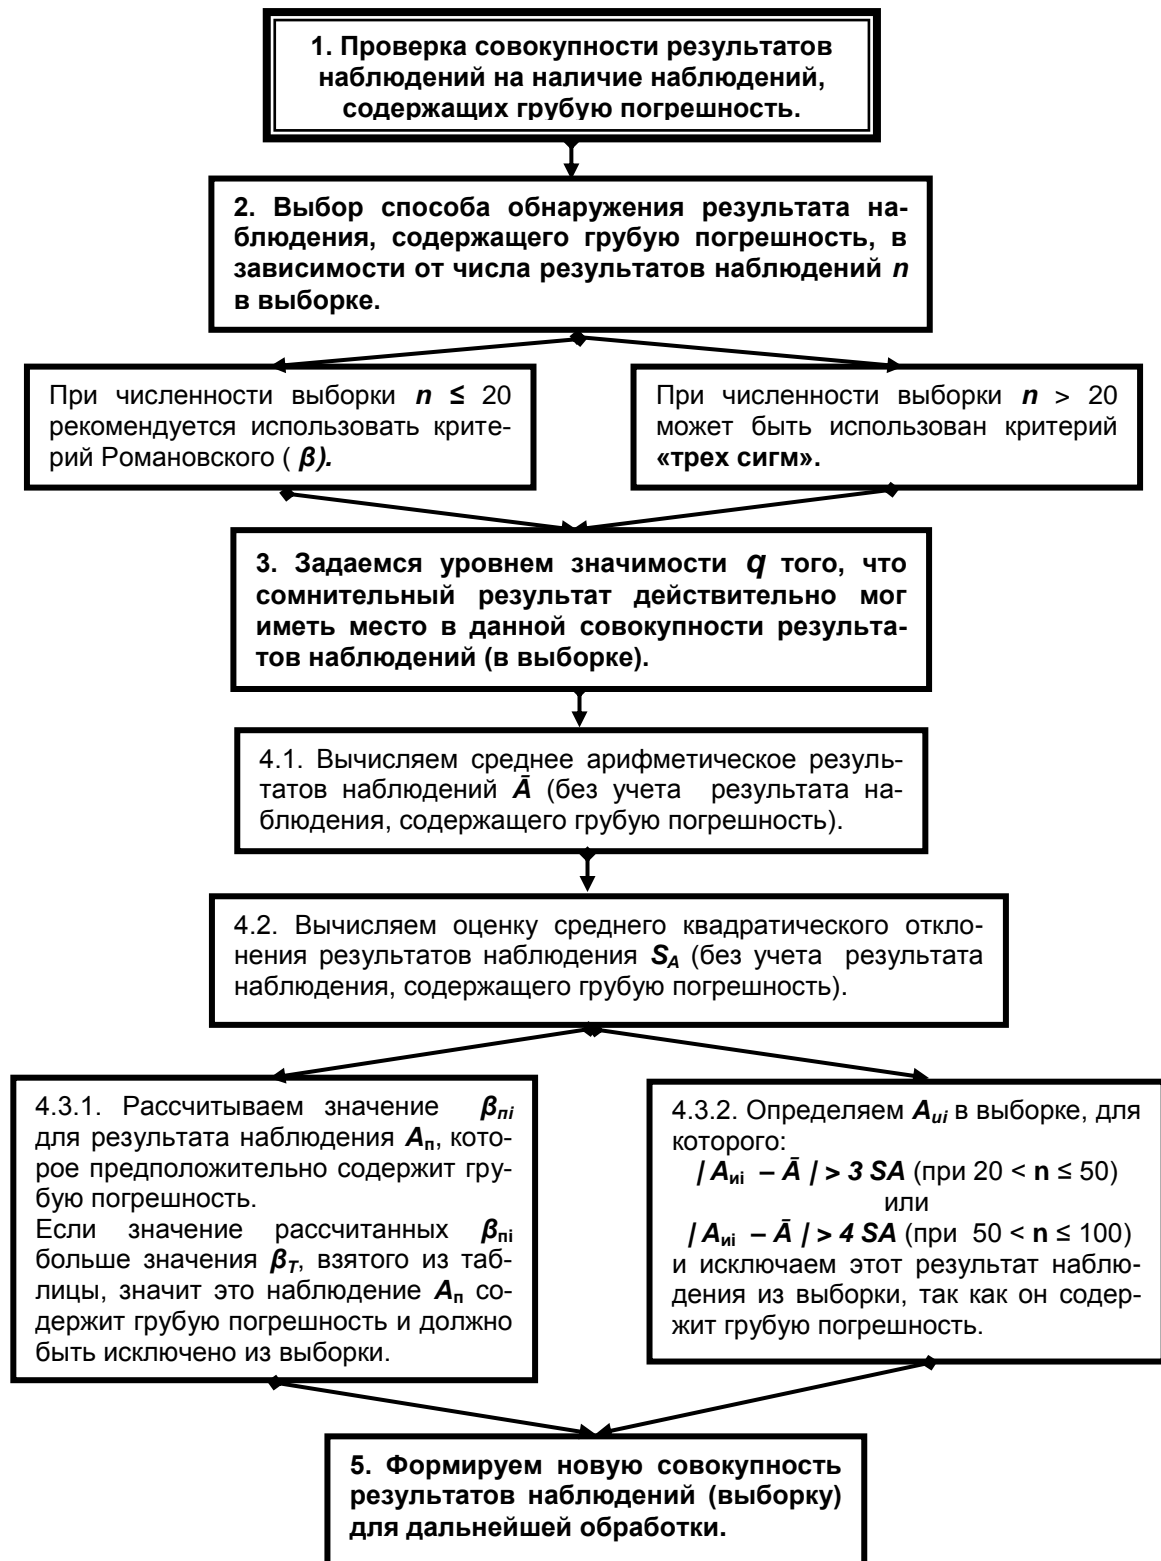 1. Проверка совокупности результатов
наблюдений на наличие наблюдений,
содержащих грубую погрешность.
2. Выбор способа обнаружения результата на-
блюдения, содержащего грубую погрешность, в
зависимости от числа результатов наблюдений n
в выборке.
При численности выборки n ≤ 20
рекомендуется использовать крите-
рий Романовского ( β).
При численности выборки n > 20
может быть использован критерий
«трех сигм».
3. Задаемся уровнем значимости q того, что
сомнительный результат действительно мог
иметь место в данной совокупности результа-
тов наблюдений (в выборке).
4.1. Вычисляем среднее арифметическое резуль-
татов наблюдений Ā (без учета результата на-
блюдения, содержащего грубую погрешность).
4.2. Вычисляем оценку среднего квадратического откло-
нения результатов наблюдения S_A (без учета результата
наблюдения, содержащего грубую погрешность).
4.3.1. Рассчитываем значение β_пi
для результата наблюдения A_п, кото-
рое предположительно содержит гру-
бую погрешность.
Если значение рассчитанных β_пi
больше значения β_T, взятого из таб-
лицы, значит это наблюдение A_п со-
держит грубую погрешность и должно
быть исключено из выборки.
4.3.2. Определяем A_иi в выборке, для
которого:
| A_иi – Ā | > 3 SA (при 20 < n ≤ 50)
или
| A_иi – Ā | > 4 SA (при 50 < n ≤ 100)
и исключаем этот результат наблю-
дения из выборки, так как он содер-
жит грубую погрешность.
5. Формируем новую совокупность
результатов наблюдений (выборку)
для дальнейшей обработки.